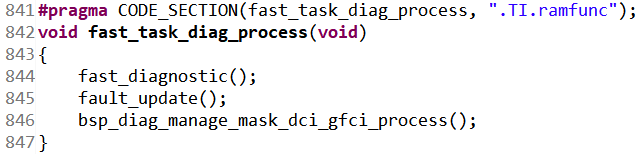 841 #pragma CODE_SECTION(fast_task_diag_process, ".TI.ramfunc");
842 void fast_task_diag_process(void)
843 {
844     fast_diagnostic();
845     fault_update();
846     bsp_diag_manage_mask_dci_gfci_process();
847 }